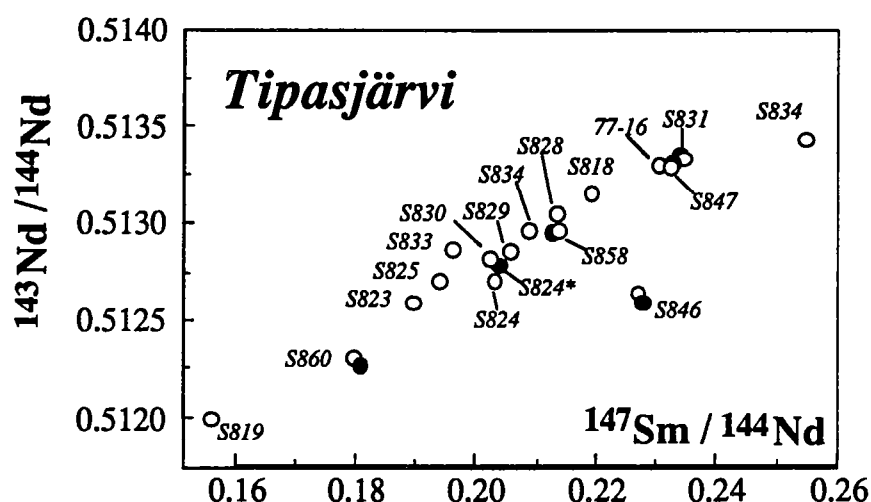 0.5140
Tipasjärvi
S831
S834
77-16
0.5135
S828
S818
S834
S847
S830
S829
0.5130
S833
S858
S825
S824*
S823
S824
S846
0.5125
S860
0.5120
S819
147Sm / 144Nd
143Nd / 144Nd
0.16
0.18
0.20
0.22
0.24
0.26